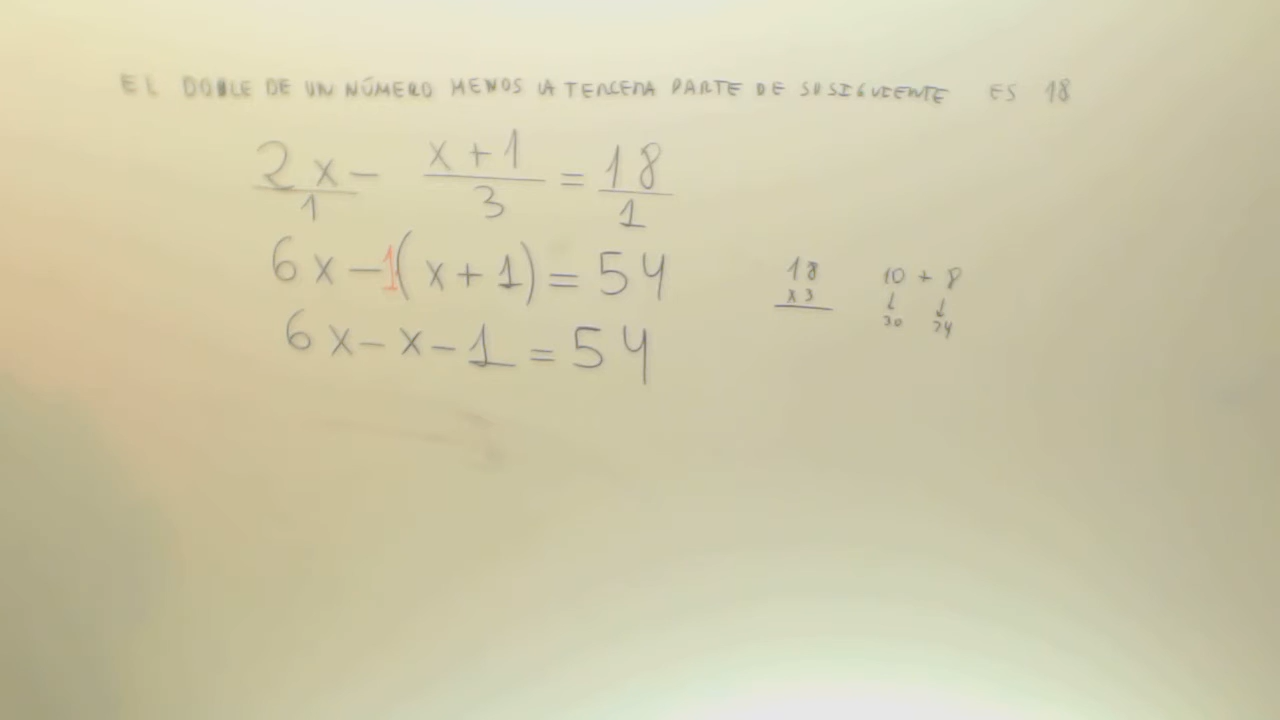 EL DOBLE DE UN NÚMERO MENOS LA TERCERA PARTE DE SU SIGUIENTE ES 18
2x/1 - (x+1)/3 = 18/1
6x-1(x+1)=54
6x-x-1=54
18
x3
10 + 8
↓ ↓
30 24